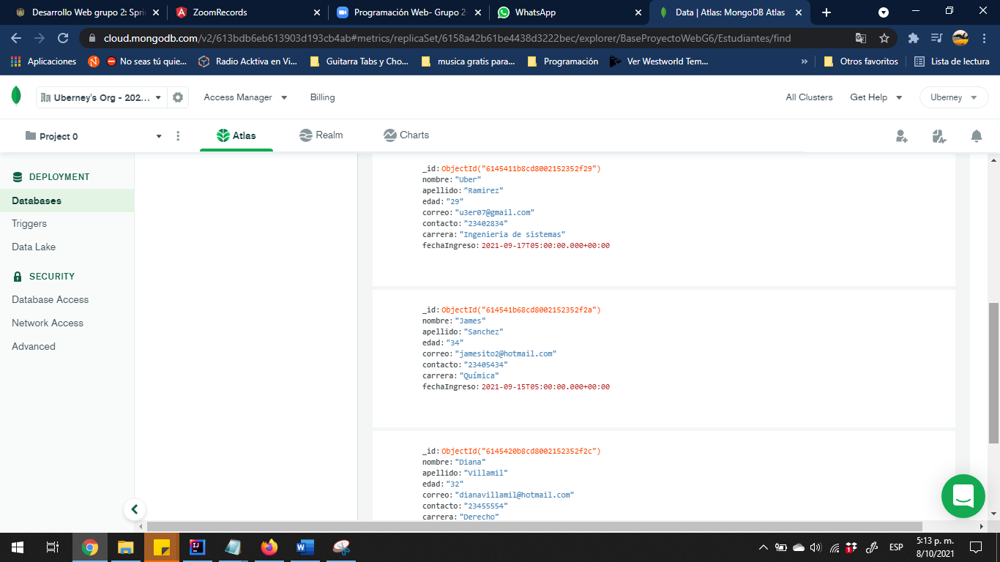 Desarrollo Web grupo 2: Spri
ZoomRecords
Programación Web- Grupo 2-
WhatsApp
Data | Atlas: MongoDB Atlas
cloud.mongodb.com/v2/613bdb6eb613903d193cb4ab#metrics/replicaSet/6158a42b61be4438d3222bec/explorer/BaseProyectoWebG6/Estudiantes/find
Aplicaciones
No seas tú quie...
Radio Acktiva en Vi...
Guitarra Tabs y Cho...
musica gratis para...
Programación
Ver Westworld Tem...
»
Otros favoritos
Lista de lectura
Uberney's Org - 202...
Access Manager
Billing
All Clusters
Get Help
Uberney
Project 0
Atlas
Realm
Charts
DEPLOYMENT
Databases
Triggers
Data Lake
SECURITY
Database Access
Network Access
Advanced
_id: ObjectId("6145411b8cd8002152352f29")
nombre: "Uber"
apellido: "Ramirez"
edad: "29"
correo: "u3er07@gmail.com"
contacto: "23402834"
carrera: "Ingenieria de sistemas"
fechaIngreso: 2021-09-17T05:00:00.000+00:00
_id: ObjectId("614541b68cd8002152352f2a")
nombre: "James"
apellido: "Sanchez"
edad: "34"
correo: "jamesito2@hotmail.com"
contacto: "23405434"
carrera: "Química"
fechaIngreso: 2021-09-15T05:00:00.000+00:00
_id: ObjectId("6145420b8cd8002152352f2c")
nombre: "Diana"
apellido: "Villamil"
edad: "32"
correo: "dianavillamil@hotmail.com"
contacto: "23455554"
carrera: "Derecho"
ESP
5:13 p. m.
8/10/2021